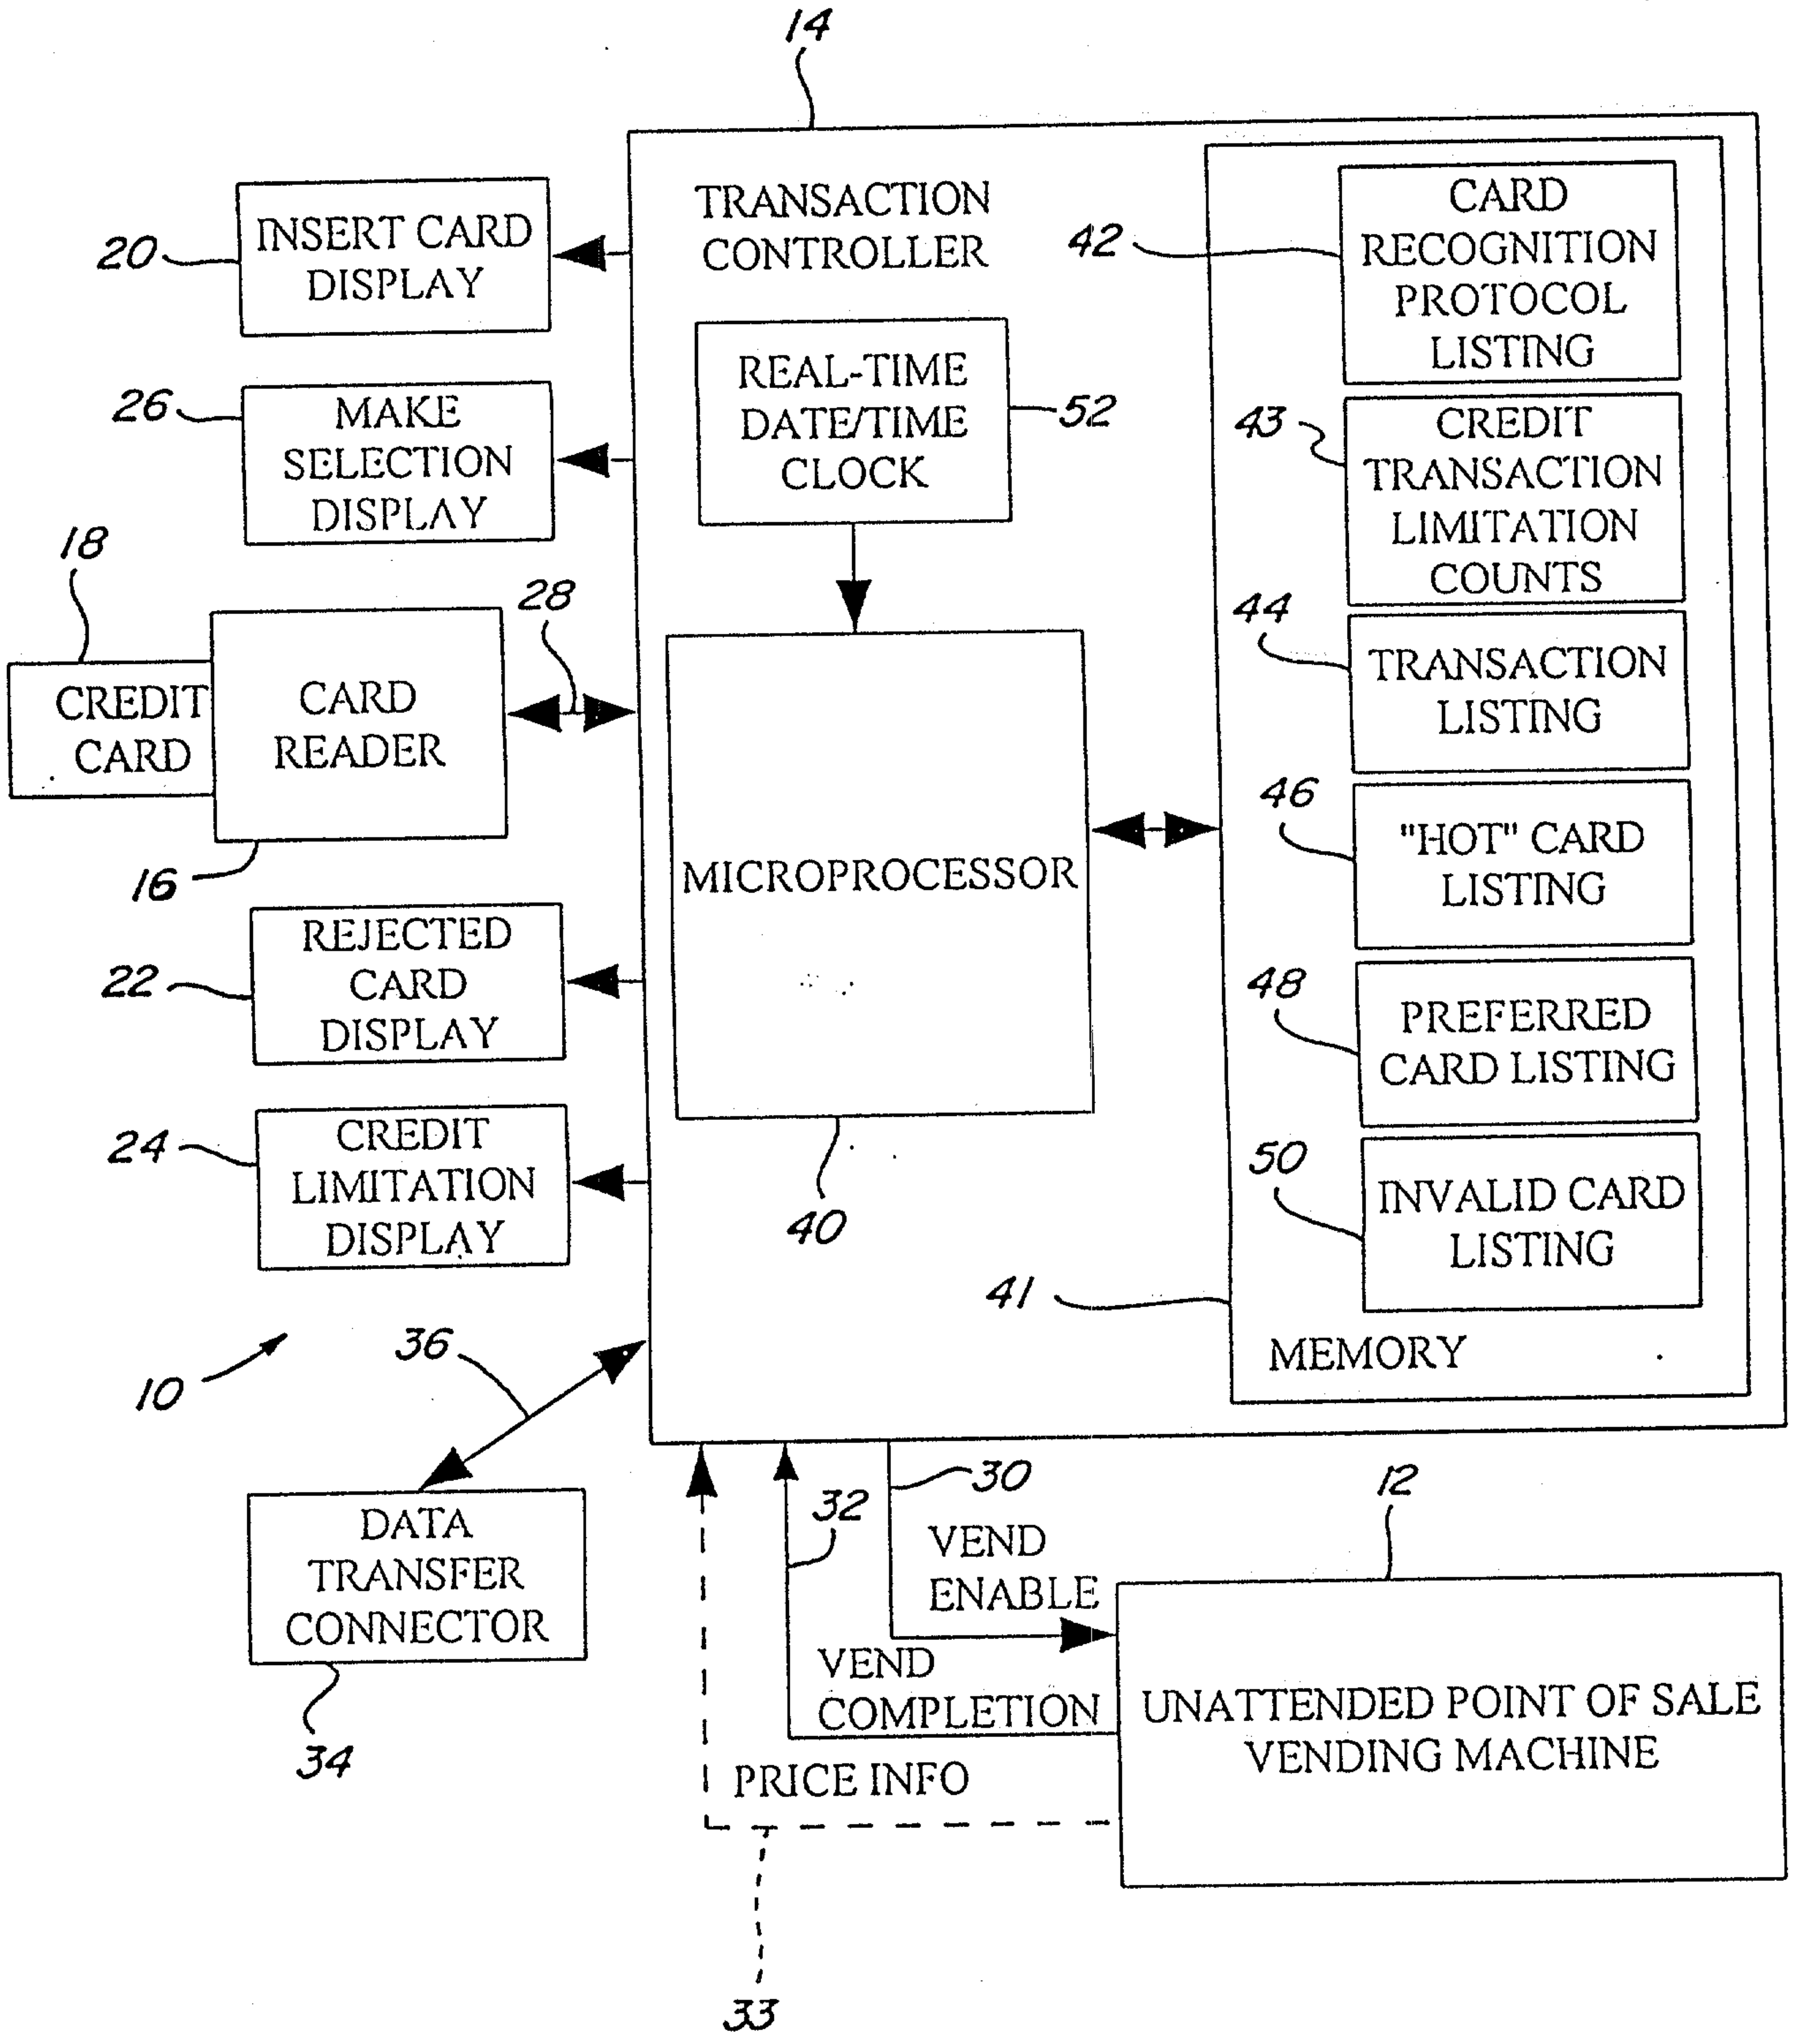 14
TRANSACTION
CONTROLLER
20
INSERT CARD
DISPLAY
26
MAKE
SELECTION
DISPLAY
18
CREDIT
CARD
CARD
READER
28
16
22
REJECTED
CARD
DISPLAY
24
CREDIT
LIMITATION
DISPLAY
REAL-TIME
DATE/TIME
CLOCK
52
MICROPROCESSOR
40
42
CARD
RECOGNITION
PROTOCOL
LISTING
43
CREDIT
TRANSACTION
LIMITATION
COUNTS
44
TRANSACTION
LISTING
46
"HOT" CARD
LISTING
48
PREFERRED
CARD LISTING
50
INVALID CARD
LISTING
41
MEMORY
10
36
DATA
TRANSFER
CONNECTOR
34
30
32
VEND
ENABLE
VEND
COMPLETION
PRICE INFO
33
12
UNATTENDED POINT OF SALE
VENDING MACHINE